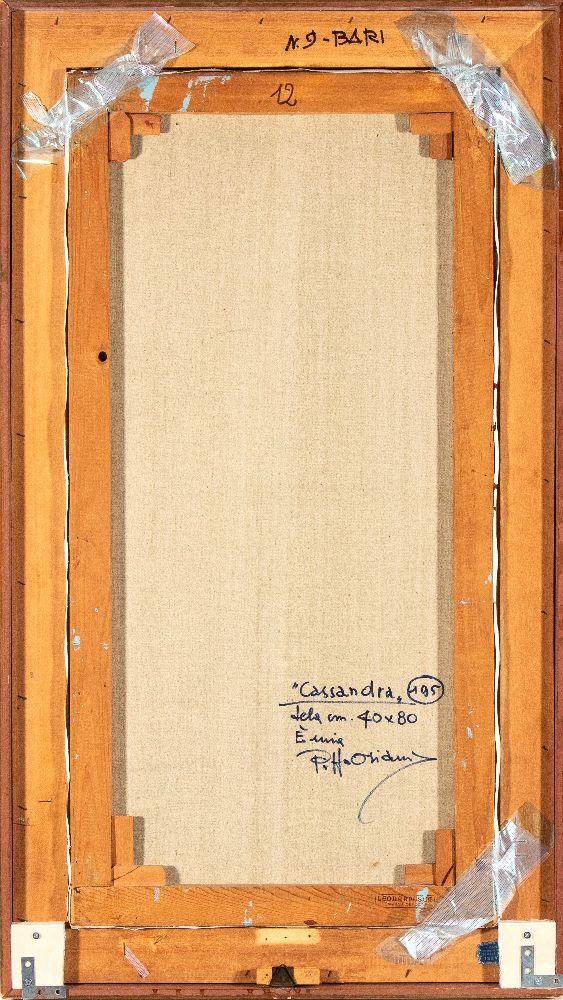 N.9-BARI
12
"Cassandra" 195
tela cm. 40x80
È mia